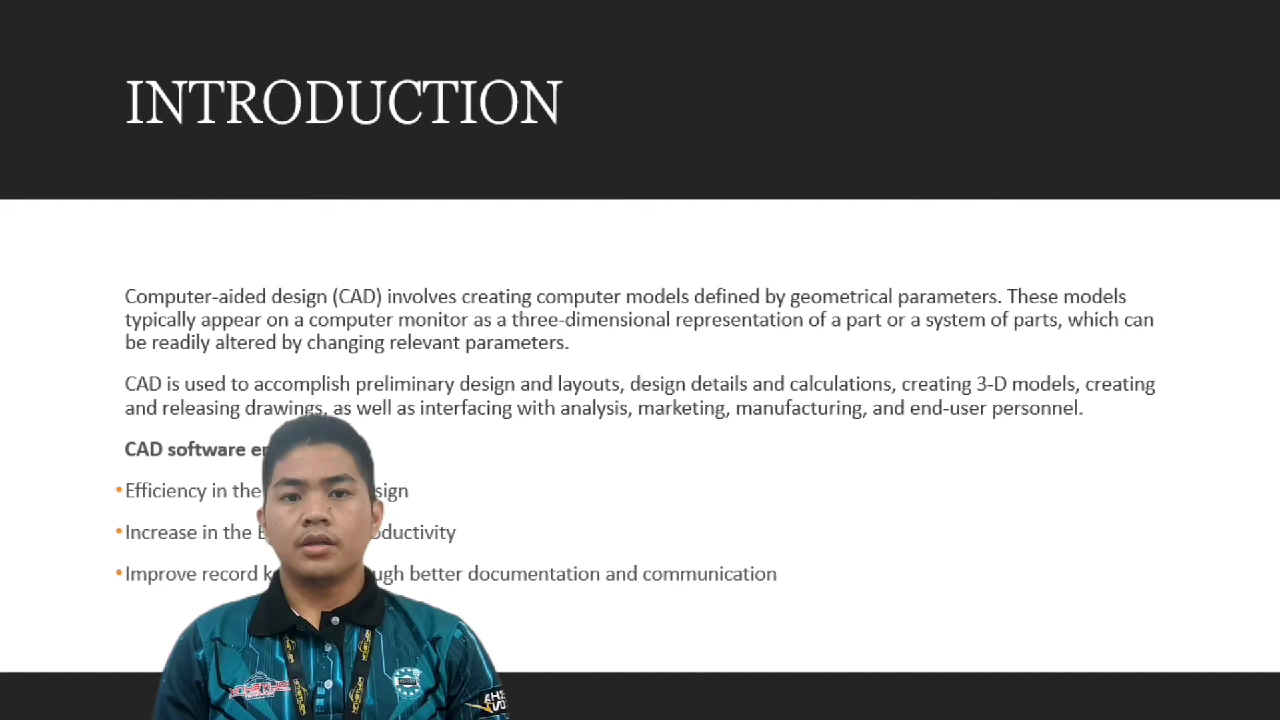 INTRODUCTION
Computer-aided design (CAD) involves creating computer models defined by geometrical parameters. These models
typically appear on a computer monitor as a three-dimensional representation of a part or a system of parts, which can
be readily altered by changing relevant parameters.
CAD is used to accomplish preliminary design and layouts, design details and calculations, creating 3-D models, creating
and releasing drawings, as well as interfacing with analysis, marketing, manufacturing, and end-user personnel.
CAD software
•Efficiency in the
•Increase in the
•Improve record better documentation and communication